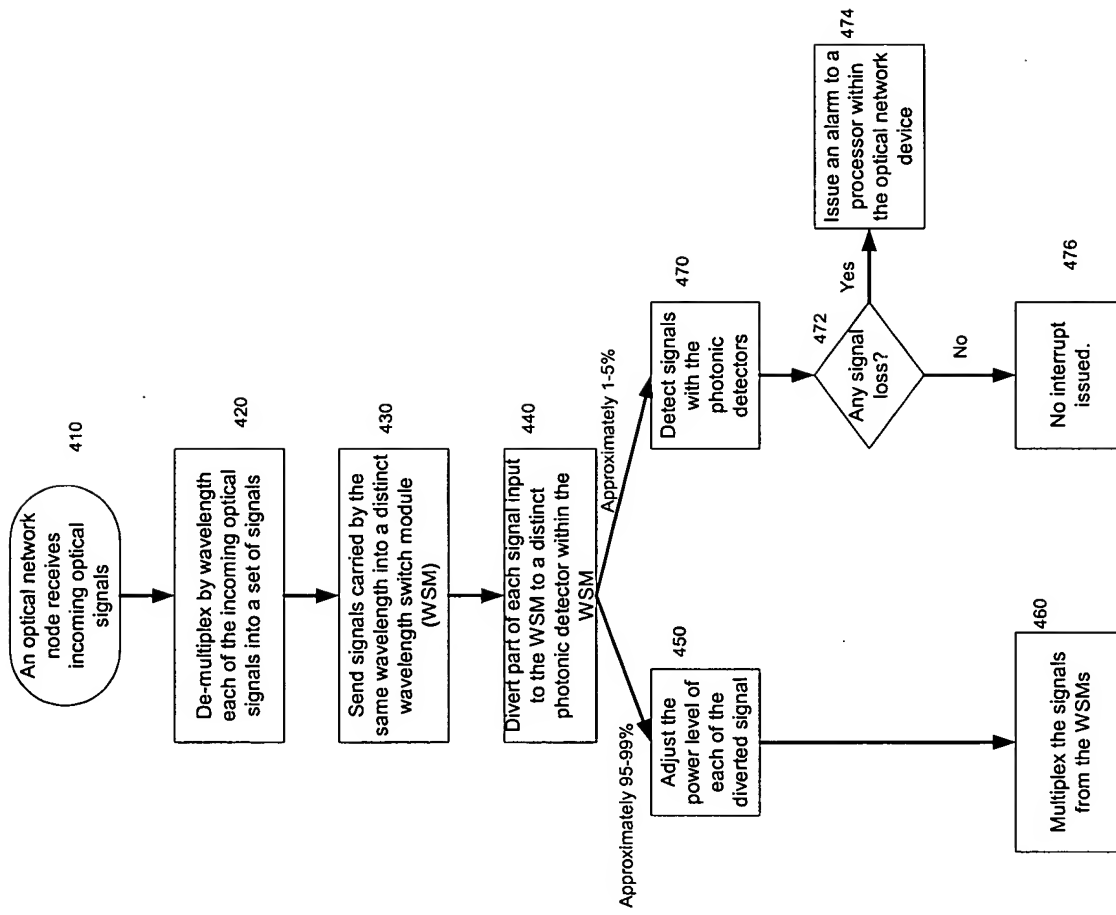 410
An optical network
node receives
incoming optical
signals
420
De-multiplex by wavelength
each of the incoming optical
signals into a set of signals
430
Send signals carried by the
same wavelength into a distinct
wavelength switch module
(WSM)
440
Divert part of each signal input
to the WSM to a distinct
photonic detector within the
WSM
Approximately 95-99%
Approximately 1-5%
450
Adjust the
power level of
each of the
diverted signal
460
Multiplex the signals
from the WSMs
470
Detect signals
with the
photonic
detectors
472
Any signal
loss?
Yes
No
474
Issue an alarm to a
processor within
the optical network
device
476
No interrupt
issued.